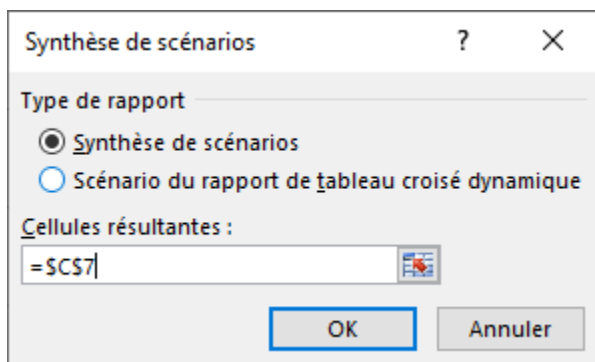 Synthèse de scénarios ? ×
Type de rapport
Synthèse de scénarios
Scénario du rapport de tableau croisé dynamique
Cellules résultantes :
=$C$7
OK Annuler